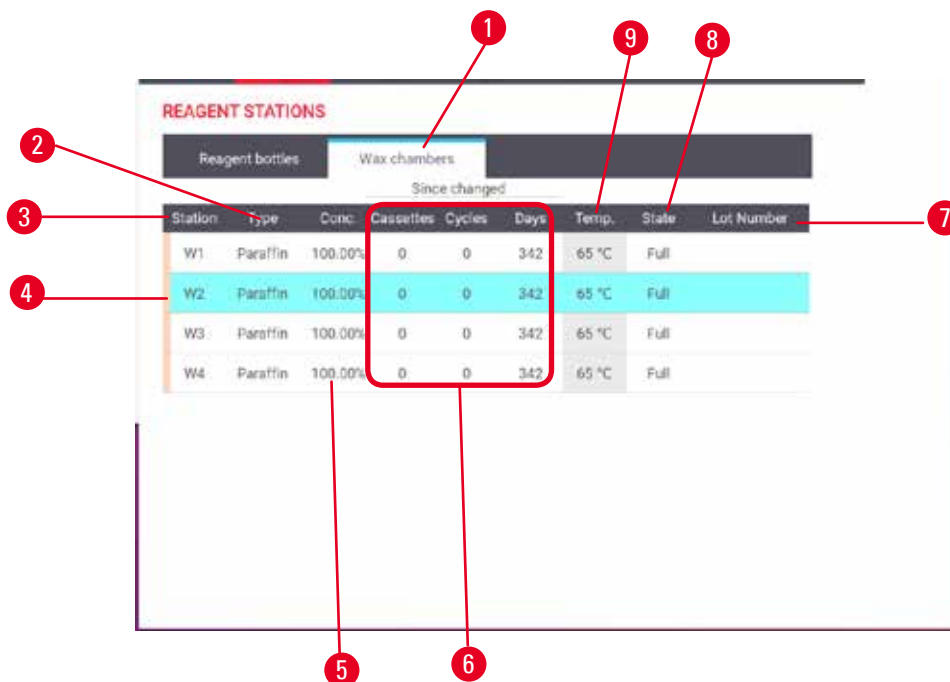 1
9
8
REAGENT STATIONS
2
Reagent bottles Wax chambers
Since changed
3
Station Type Conc. Cassettes Cycles Days Temp. State Lot Number
7
W1 Paraffin 100.00% 0 0 342 65 °C Full
4
W2 Paraffin 100.00% 0 0 342 65 °C Full
W3 Paraffin 100.00% 0 0 342 65 °C Full
W4 Paraffin 100.00% 0 0 342 65 °C Full
5
6